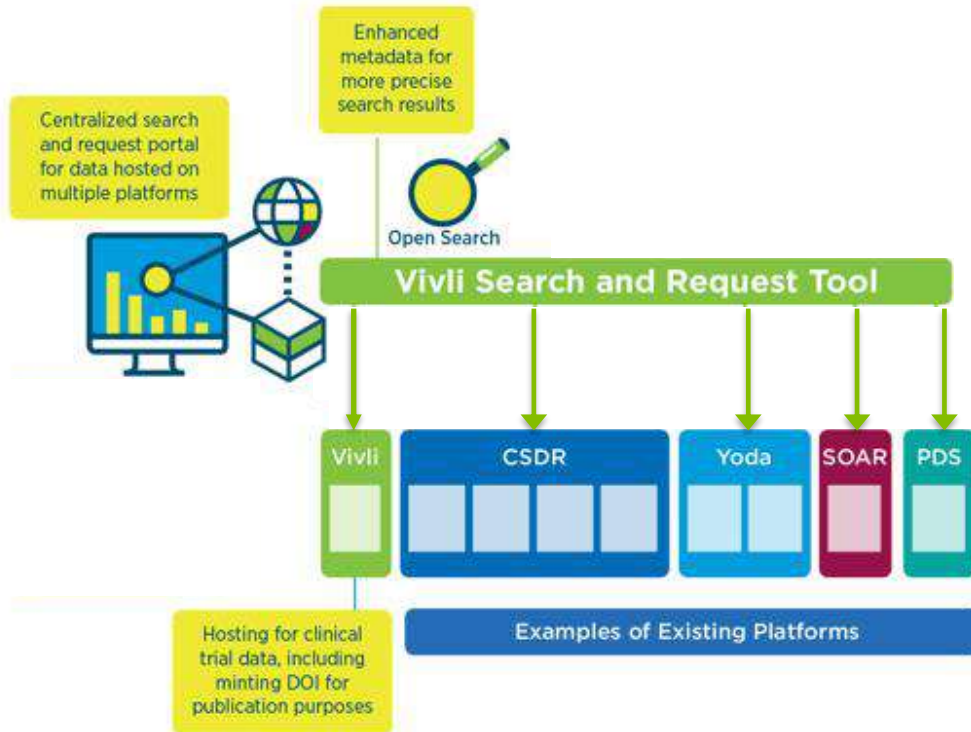 Enhanced
metadata for
more precise
search results
Centralized search
and request portal
for data hosted on
multiple platforms
Open Search
Vivli Search and Request Tool
Vivli
CSDR
Yoda
SOAR
PDS
Hosting for clinical
trial data, including
minting DOI for
publication purposes
Examples of Existing Platforms